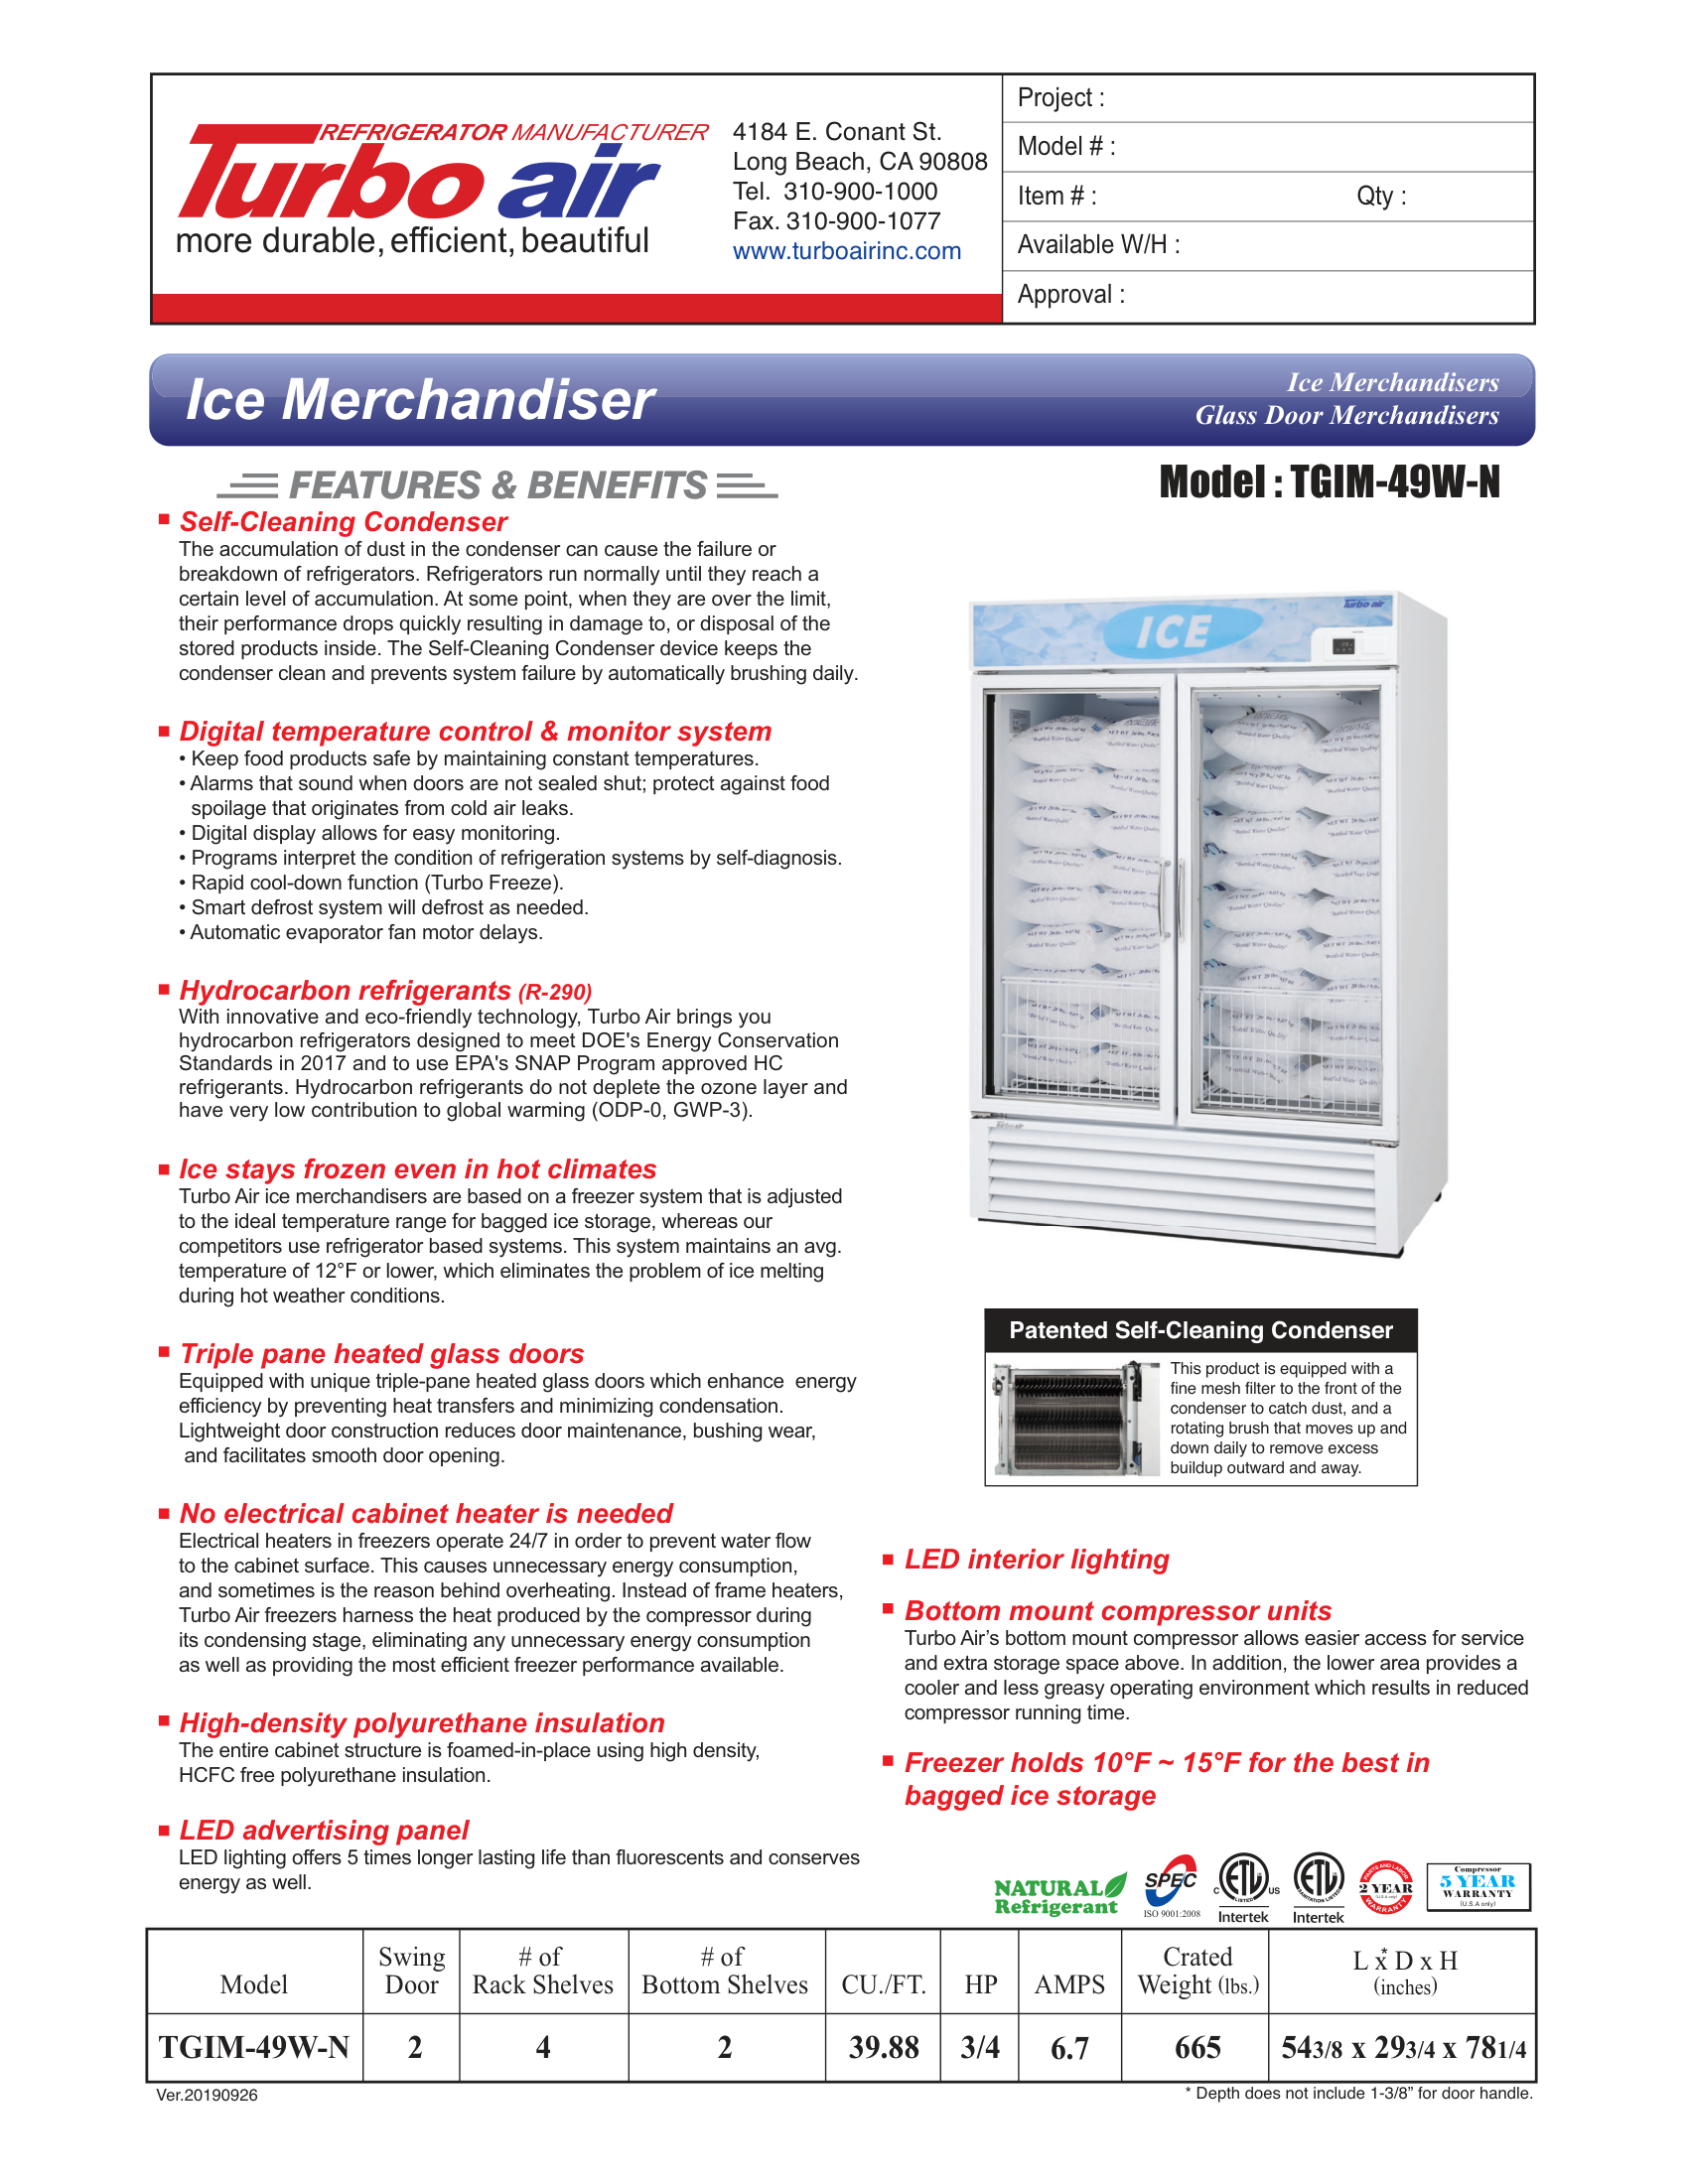 REFRIGERATOR MANUFACTURER
Turbo air
more durable, efficient, beautiful
4184 E. Conant St.
Long Beach, CA 90808
Tel. 310-900-1000
Fax. 310-900-1077
www.turboairinc.com
Project :
Model # :
Item # : Qty :
Available W/H :
Approval :
Ice Merchandiser
Ice Merchandisers
Glass Door Merchandisers
FEATURES & BENEFITS
Model : TGIM-49W-N
Self-Cleaning Condenser
The accumulation of dust in the condenser can cause the failure or
breakdown of refrigerators. Refrigerators run normally until they reach a
certain level of accumulation. At some point, when they are over the limit,
their performance drops quickly resulting in damage to, or disposal of the
stored products inside. The Self-Cleaning Condenser device keeps the
condenser clean and prevents system failure by automatically brushing daily.
Digital temperature control & monitor system
• Keep food products safe by maintaining constant temperatures.
• Alarms that sound when doors are not sealed shut; protect against food
spoilage that originates from cold air leaks.
• Digital display allows for easy monitoring.
• Programs interpret the condition of refrigeration systems by self-diagnosis.
• Rapid cool-down function (Turbo Freeze).
• Smart defrost system will defrost as needed.
• Automatic evaporator fan motor delays.
Hydrocarbon refrigerants (R-290)
With innovative and eco-friendly technology, Turbo Air brings you
hydrocarbon refrigerators designed to meet DOE's Energy Conservation
Standards in 2017 and to use EPA's SNAP Program approved HC
refrigerants. Hydrocarbon refrigerants do not deplete the ozone layer and
have very low contribution to global warming (ODP-0, GWP-3).
Ice stays frozen even in hot climates
Turbo Air ice merchandisers are based on a freezer system that is adjusted
to the ideal temperature range for bagged ice storage, whereas our
competitors use refrigerator based systems. This system maintains an avg.
temperature of 12°F or lower, which eliminates the problem of ice melting
during hot weather conditions.
Triple pane heated glass doors
Equipped with unique triple-pane heated glass doors which enhance energy
efficiency by preventing heat transfers and minimizing condensation.
Lightweight door construction reduces door maintenance, bushing wear,
and facilitates smooth door opening.
No electrical cabinet heater is needed
Electrical heaters in freezers operate 24/7 in order to prevent water flow
to the cabinet surface. This causes unnecessary energy consumption,
and sometimes is the reason behind overheating. Instead of frame heaters,
Turbo Air freezers harness the heat produced by the compressor during
its condensing stage, eliminating any unnecessary energy consumption
as well as providing the most efficient freezer performance available.
High-density polyurethane insulation
The entire cabinet structure is foamed-in-place using high density,
HCFC free polyurethane insulation.
LED advertising panel
LED lighting offers 5 times longer lasting life than fluorescents and conserves
energy as well.
Turbo air
ICE
Patented Self-Cleaning Condenser
This product is equipped with a
fine mesh filter to the front of the
condenser to catch dust, and a
rotating brush that moves up and
down daily to remove excess
buildup outward and away.
LED interior lighting
Bottom mount compressor units
Turbo Air’s bottom mount compressor allows easier access for service
and extra storage space above. In addition, the lower area provides a
cooler and less greasy operating environment which results in reduced
compressor running time.
Freezer holds 10°F ~ 15°F for the best in
bagged ice storage
NATURAL
Refrigerant
SPEC
ISO 9001:2008
C ETL US
LISTED
Intertek
ETL
SANITATION LISTED
Intertek
PARTS AND LABOR
2 YEAR
(U.S.A only)
WARRANTY
Compressor
5 YEAR
WARRANTY
(U.S.A only)
Model Swing Door # of Rack Shelves # of Bottom Shelves CU./FT. HP AMPS Crated Weight (lbs.) L x D* x H (inches)
TGIM-49W-N 2 4 2 39.88 3/4 6.7 665 543/8 x 293/4 x 781/4
Ver.20190926
* Depth does not include 1-3/8” for door handle.